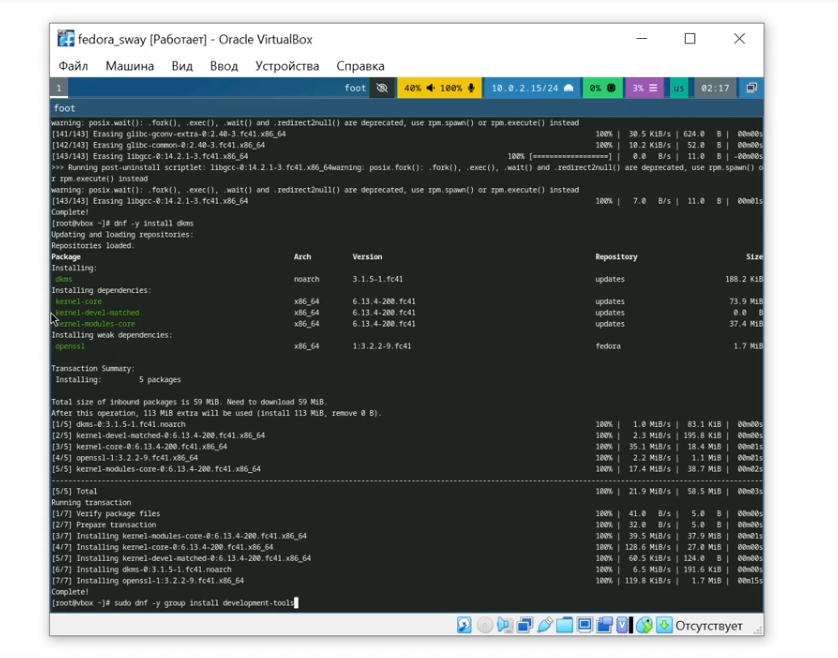 fedora_sway [Работает] - Oracle VirtualBox
Файл Машина Вид Ввод Устройства Справка
1 foot 40% 100% 10.0.2.15/24 0% 3% us 02:17
foot
warning: posix.wait(): .fork(), .exec(), .wait() and .redirect2null() are deprecated, use rpm.spawn() or rpm.execute() instead
[141/143] Erasing glibc-gconv-extra-0:2.40-3.fc41.x86_64 100% | 30.5 KiB/s | 624.0 B | 00m00s
[142/143] Erasing glibc-common-0:2.40-3.fc41.x86_64 100% | 10.2 KiB/s | 52.0 B | 00m00s
[143/143] Erasing libgcc-0:14.2.1-3.fc41.x86_64 100% [==================] | 0.0 B/s | 11.0 B | -00m00s
>>> Running post-uninstall scriptlet: libgcc-0:14.2.1-3.fc41.x86_64warning: posix.fork(): .fork(), .exec(), .wait() and .redirect2null() are deprecated, use rpm.spawn() o
r rpm.execute() instead
warning: posix.wait(): .fork(), .exec(), .wait() and .redirect2null() are deprecated, use rpm.spawn() or rpm.execute() instead
[143/143] Erasing libgcc-0:14.2.1-3.fc41.x86_64 100% | 7.0 B/s | 11.0 B | 00m01s
Complete!
[root@vbox ~]# dnf -y install dkms
Updating and loading repositories:
Repositories loaded.
Package Arch Version Repository Size
Installing:
dkms noarch 3.1.5-1.fc41 updates 188.2 KiB
Installing dependencies:
kernel-core x86_64 6.13.4-200.fc41 updates 73.9 MiB
kernel-devel-matched x86_64 6.13.4-200.fc41 updates 0.0 B
kernel-modules-core x86_64 6.13.4-200.fc41 updates 37.4 MiB
Installing weak dependencies:
openssl x86_64 1:3.2.2-9.fc41 fedora 1.7 MiB
Transaction Summary:
Installing: 5 packages
Total size of inbound packages is 59 MiB. Need to download 59 MiB.
After this operation, 113 MiB extra will be used (install 113 MiB, remove 0 B).
[1/5] dkms-0:3.1.5-1.fc41.noarch 100% | 1.0 MiB/s | 83.1 KiB | 00m00s
[2/5] kernel-devel-matched-0:6.13.4-200.fc41.x86_64 100% | 2.3 MiB/s | 195.8 KiB | 00m00s
[3/5] kernel-core-0:6.13.4-200.fc41.x86_64 100% | 35.1 MiB/s | 18.4 MiB | 00m01s
[4/5] openssl-1:3.2.2-9.fc41.x86_64 100% | 2.2 MiB/s | 1.1 MiB | 00m01s
[5/5] kernel-modules-core-0:6.13.4-200.fc41.x86_64 100% | 17.4 MiB/s | 38.7 MiB | 00m02s
[5/5] Total 100% | 21.9 MiB/s | 58.5 MiB | 00m03s
Running transaction
[1/7] Verify package files 100% | 41.0 B/s | 5.0 B | 00m00s
[2/7] Prepare transaction 100% | 32.0 B/s | 5.0 B | 00m00s
[3/7] Installing kernel-modules-core-0:6.13.4-200.fc41.x86_64 100% | 39.5 MiB/s | 37.9 MiB | 00m01s
[4/7] Installing kernel-core-0:6.13.4-200.fc41.x86_64 100% | 128.6 MiB/s | 27.0 MiB | 00m00s
[5/7] Installing kernel-devel-matched-0:6.13.4-200.fc41.x86_64 100% | 60.5 KiB/s | 124.0 B | 00m00s
[6/7] Installing dkms-0:3.1.5-1.fc41.noarch 100% | 6.5 MiB/s | 191.6 KiB | 00m00s
[7/7] Installing openssl-1:3.2.2-9.fc41.x86_64 100% | 119.8 KiB/s | 1.7 MiB | 00m15s
Complete!
[root@vbox ~]# sudo dnf -y group install development-tools
Отсутствует